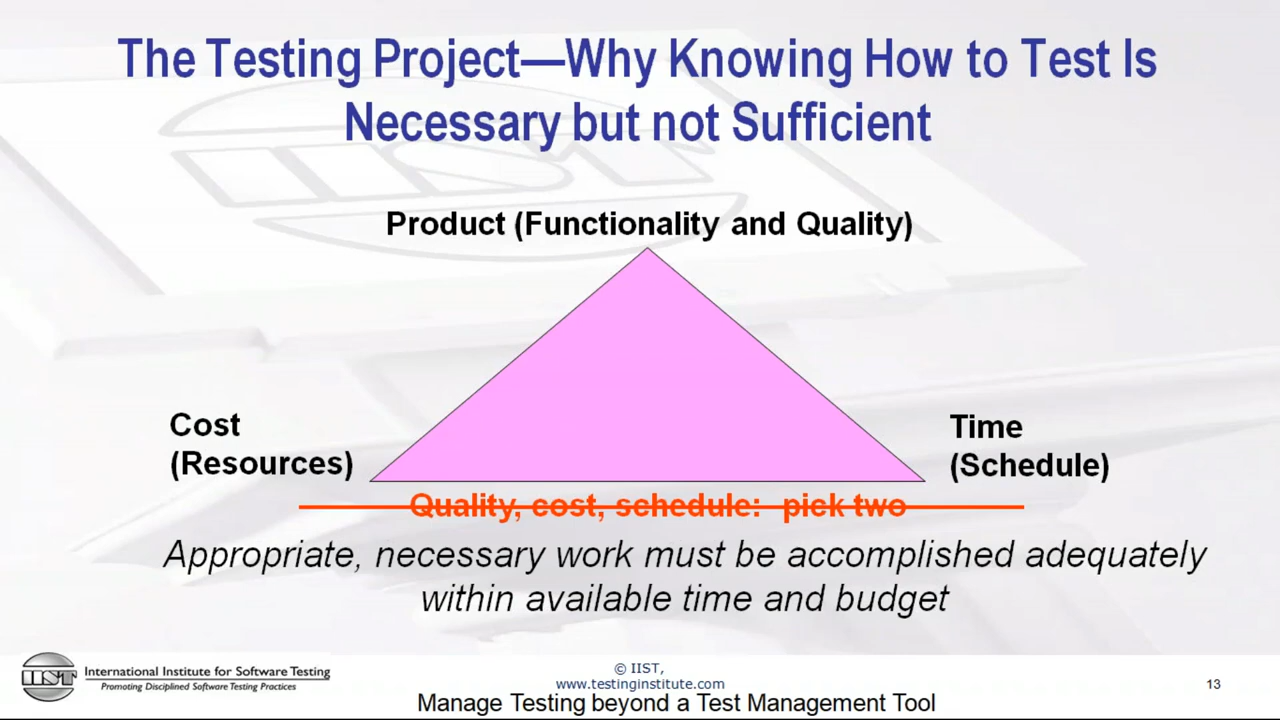 The Testing Project—Why Knowing How to Test Is
Necessary but not Sufficient
Product (Functionality and Quality)
Cost
(Resources)
Time
(Schedule)
Quality, cost, schedule: pick two
Appropriate, necessary work must be accomplished adequately
within available time and budget
IIST
International Institute for Software Testing
Promoting Disciplined Software Testing Practices
© IIST,
www.testinginstitute.com
13
Manage Testing beyond a Test Management Tool